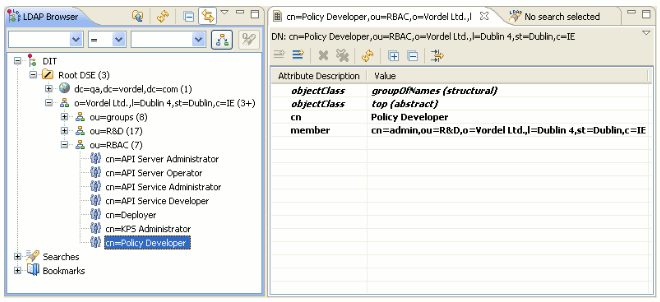 LDAP Browser
=
DIT
Root DSE (3)
dc=qa,dc=vordel,dc=com (1)
o=Vordel Ltd.,l=Dublin 4,st=Dublin,c=IE (3+)
ou=groups (8)
ou=R&D (17)
ou=RBAC (7)
cn=API Server Administrator
cn=API Server Operator
cn=API Service Administrator
cn=API Service Developer
cn=Deployer
cn=KPS Administrator
cn=Policy Developer
Searches
Bookmarks
cn=Policy Developer,ou=RBAC,o=Vordel Ltd.,l
No search selected
DN: cn=Policy Developer,ou=RBAC,o=Vordel Ltd.,l=Dublin 4,st=Dublin,c=IE
Attribute Description Value
objectClass groupOfNames (structural)
objectClass top (abstract)
cn Policy Developer
member cn=admin,ou=R&D,o=Vordel Ltd.,l=Dublin 4,st=Dublin,c=IE